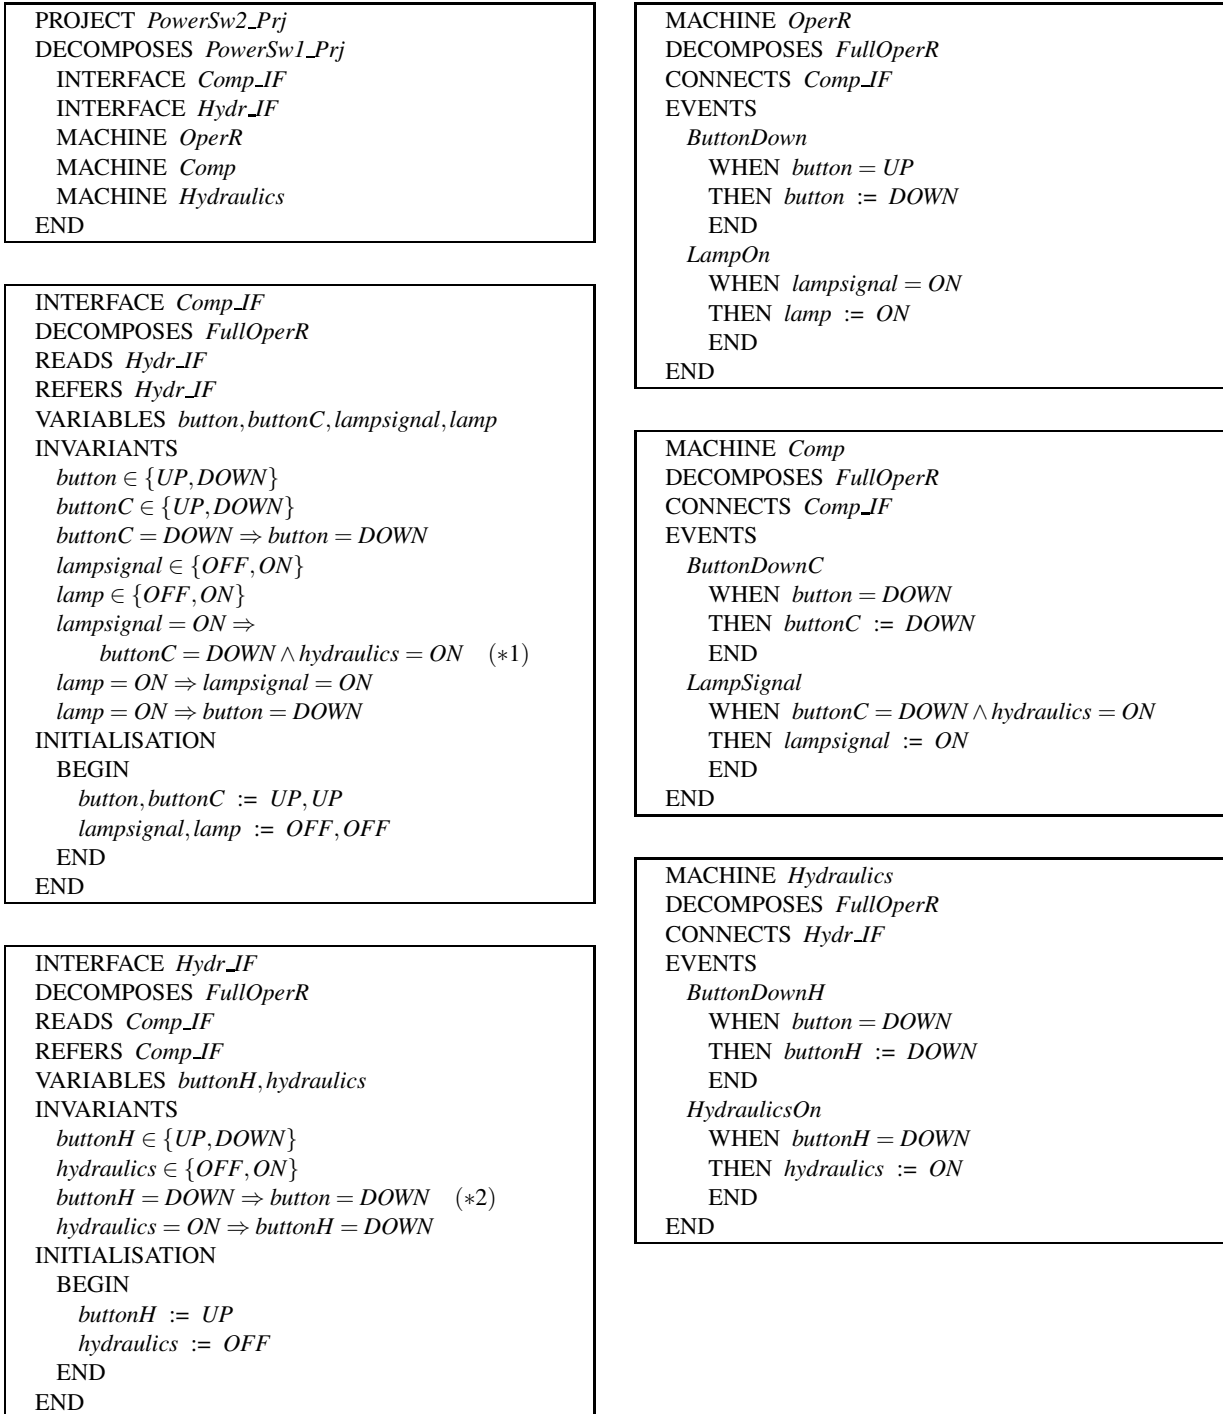 PROJECT PowerSw2_Prj
DECOMPOSES PowerSw1_Prj
INTERFACE Comp_IF
INTERFACE Hydr_IF
MACHINE OperR
MACHINE Comp
MACHINE Hydraulics
END
INTERFACE Comp_IF
DECOMPOSES FullOperR
READS Hydr_IF
REFERS Hydr_IF
VARIABLES button,buttonC,lampsignal,lamp
INVARIANTS
button ∈ {UP,DOWN}
buttonC ∈ {UP,DOWN}
buttonC = DOWN ⇒ button = DOWN
lampsignal ∈ {OFF,ON}
lamp ∈ {OFF,ON}
lampsignal = ON ⇒
buttonC = DOWN ∧ hydraulics = ON (∗1)
lamp = ON ⇒ lampsignal = ON
lamp = ON ⇒ button = DOWN
INITIALISATION
BEGIN
button,buttonC := UP,UP
lampsignal,lamp := OFF,OFF
END
END
INTERFACE Hydr_IF
DECOMPOSES FullOperR
READS Comp_IF
REFERS Comp_IF
VARIABLES buttonH,hydraulics
INVARIANTS
buttonH ∈ {UP,DOWN}
hydraulics ∈ {OFF,ON}
buttonH = DOWN ⇒ button = DOWN (∗2)
hydraulics = ON ⇒ buttonH = DOWN
INITIALISATION
BEGIN
buttonH := UP
hydraulics := OFF
END
END
MACHINE OperR
DECOMPOSES FullOperR
CONNECTS Comp_IF
EVENTS
ButtonDown
WHEN button = UP
THEN button := DOWN
END
LampOn
WHEN lampsignal = ON
THEN lamp := ON
END
END
MACHINE Comp
DECOMPOSES FullOperR
CONNECTS Comp_IF
EVENTS
ButtonDownC
WHEN button = DOWN
THEN buttonC := DOWN
END
LampSignal
WHEN buttonC = DOWN ∧ hydraulics = ON
THEN lampsignal := ON
END
END
MACHINE Hydraulics
DECOMPOSES FullOperR
CONNECTS Hydr_IF
EVENTS
ButtonDownH
WHEN button = DOWN
THEN buttonH := DOWN
END
HydraulicsOn
WHEN buttonH = DOWN
THEN hydraulics := ON
END
END